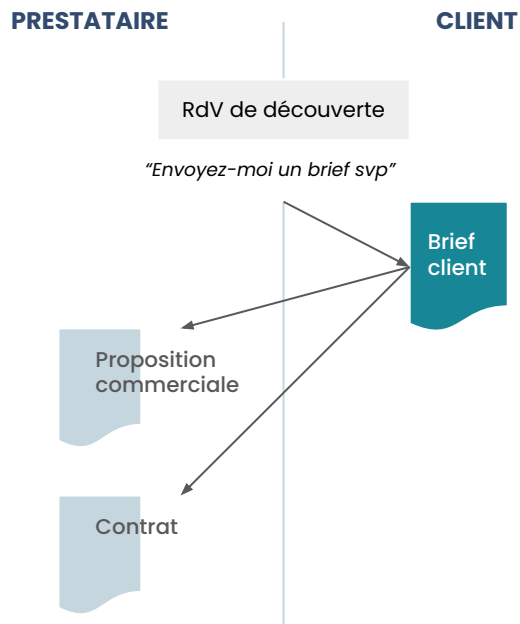 PRESTATAIRE
CLIENT
RdV de découverte
“Envoyez-moi un brief svp”
Brief
client
Proposition
commerciale
Contrat